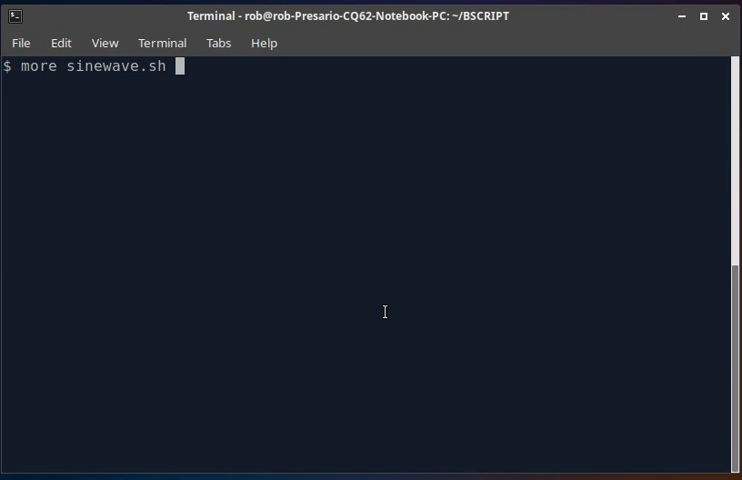 Terminal - rob@rob-Presario-CQ62-Notebook-PC: ~/BSCRIPT
File Edit View Terminal Tabs Help
$ more sinewave.sh